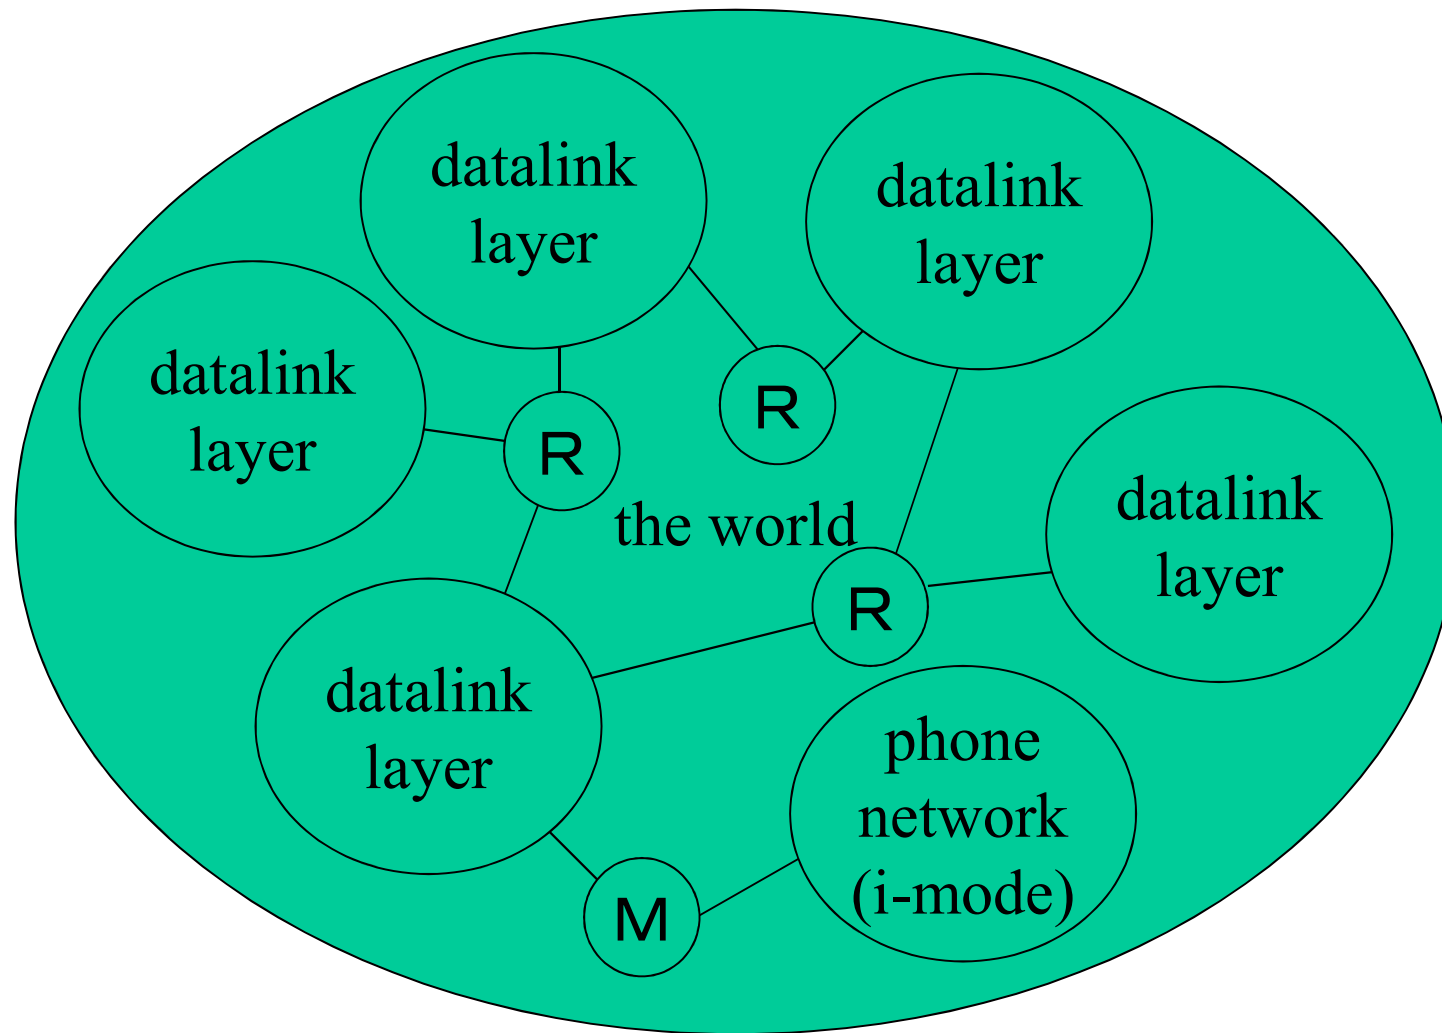 datalink
layer
datalink
layer
datalink
layer
R
R
datalink
layer
the world
R
datalink
layer
phone
network
(i-mode)
M